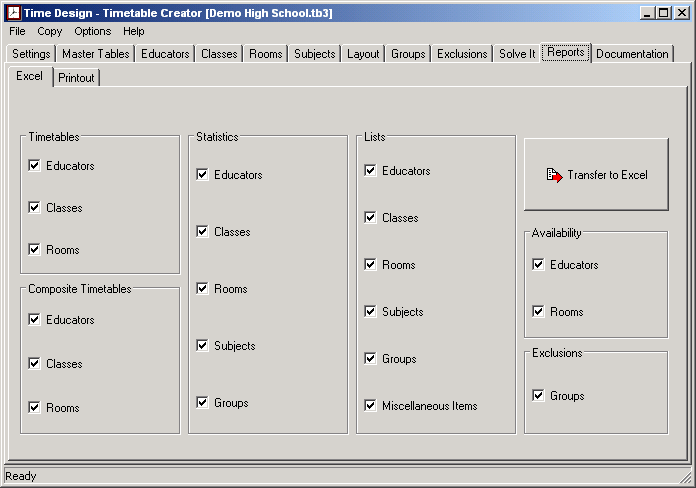 Time Design - Timetable Creator [Demo High School.tb3]
File Copy Options Help
Settings Master Tables Educators Classes Rooms Subjects Layout Groups Exclusions Solve It Reports Documentation
Excel Printout
Timetables
Educators
Classes
Rooms
Composite Timetables
Educators
Classes
Rooms
Statistics
Educators
Classes
Rooms
Subjects
Groups
Lists
Educators
Classes
Rooms
Subjects
Groups
Miscellaneous Items
Transfer to Excel
Availability
Educators
Rooms
Exclusions
Groups
Ready